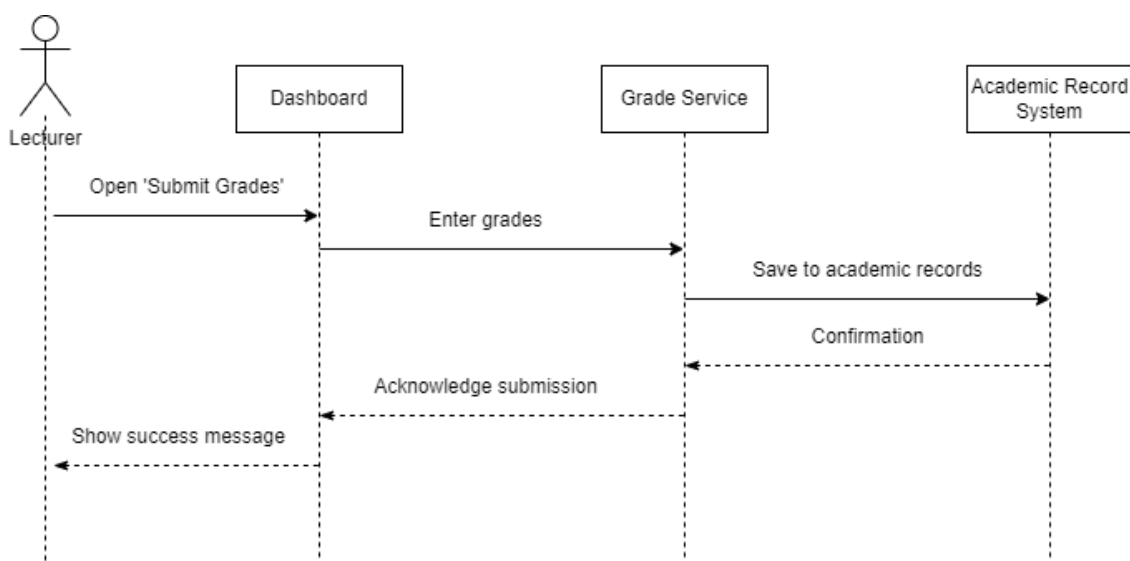 Lecturer
Dashboard
Grade Service
Academic Record
System
Open 'Submit Grades'
Enter grades
Save to academic records
Confirmation
Acknowledge submission
Show success message